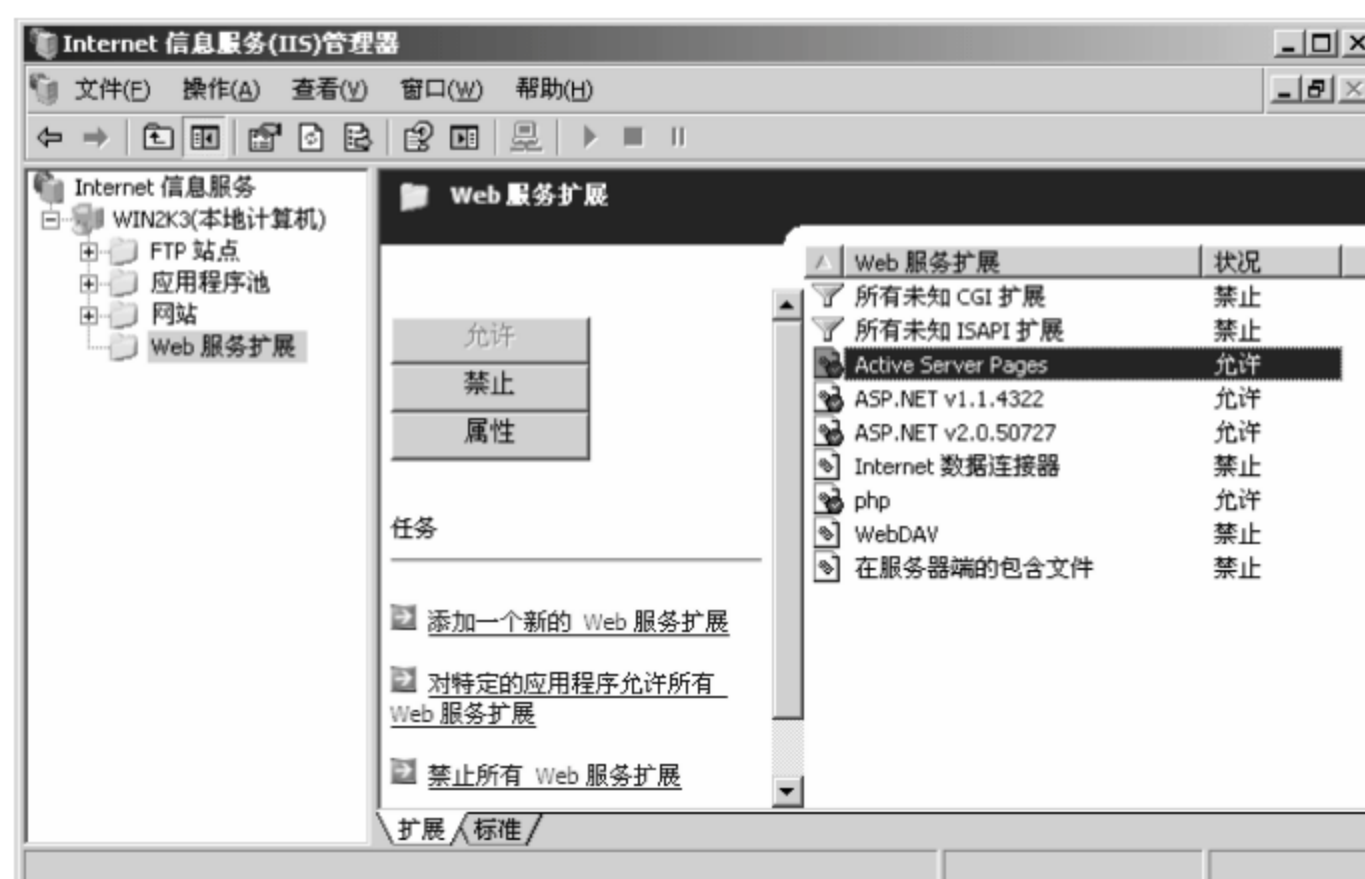 Internet 信息服务(IIS)管理器
文件(F) 操作(A) 查看(V) 窗口(W) 帮助(H)
Internet 信息服务
WIN2K3(本地计算机)
FTP 站点
应用程序池
网站
Web 服务扩展
Web 服务扩展
允许
禁止
属性
任务
添加一个新的 Web 服务扩展
对特定的应用程序允许所有
Web 服务扩展
禁止所有 Web 服务扩展
Web 服务扩展 状况
所有未知 CGI 扩展 禁止
所有未知 ISAPI 扩展 禁止
Active Server Pages 允许
ASP.NET v1.1.4322 允许
ASP.NET v2.0.50727 允许
Internet 数据连接器 禁止
php 允许
WebDAV 禁止
在服务器端的包含文件 禁止
扩展 标准